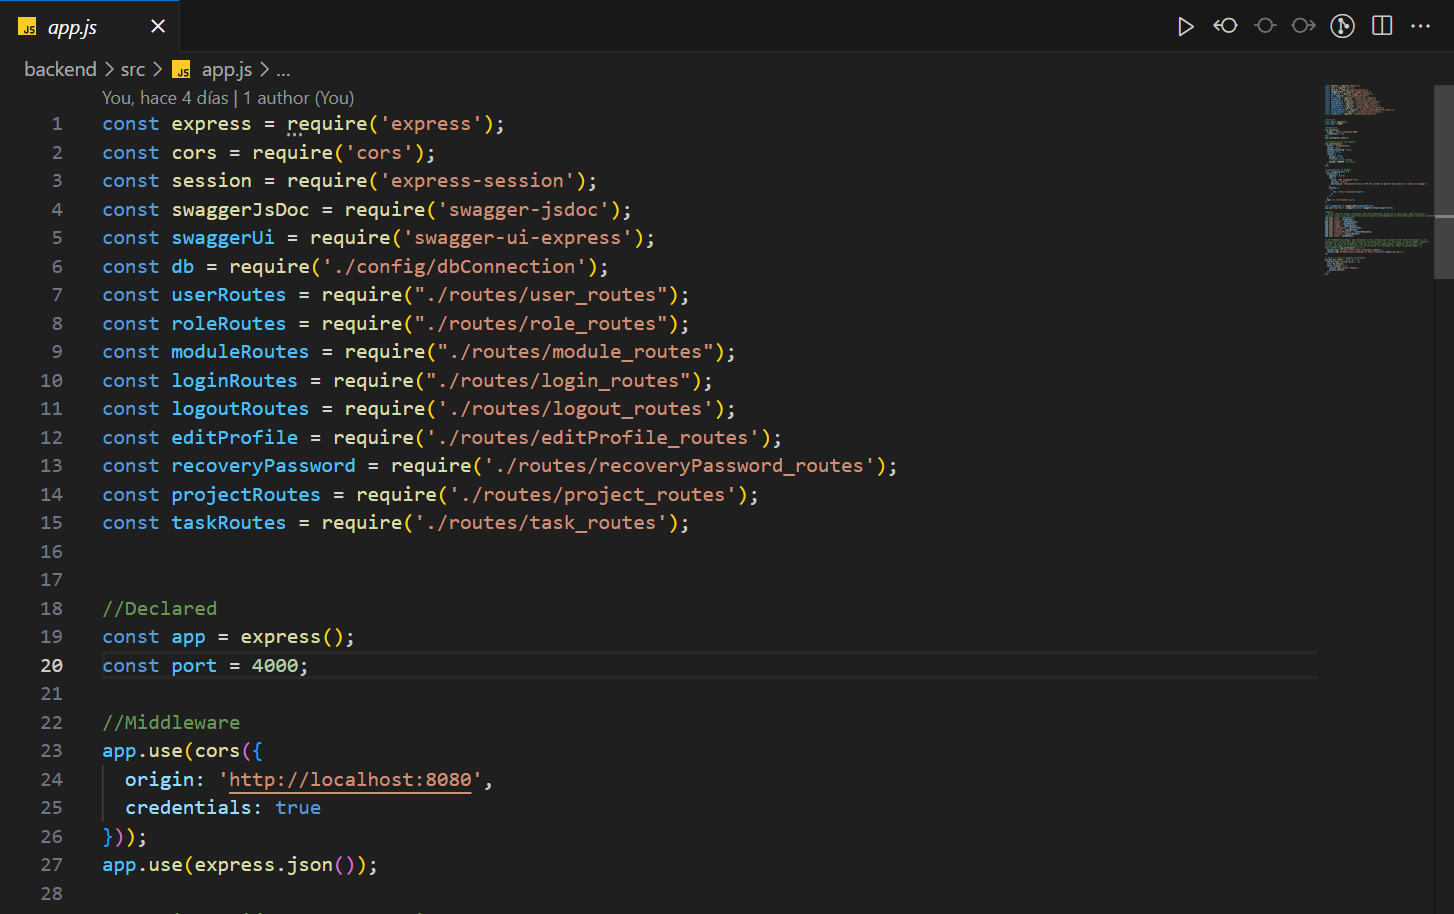 JS app.js
backend > src > JS app.js > ...
You, hace 4 días | 1 author (You)
1 const express = require('express');
2 const cors = require('cors');
3 const session = require('express-session');
4 const swaggerJsDoc = require('swagger-jsdoc');
5 const swaggerUi = require('swagger-ui-express');
6 const db = require('./config/dbConnection');
7 const userRoutes = require("./routes/user_routes");
8 const roleRoutes = require("./routes/role_routes");
9 const moduleRoutes = require("./routes/module_routes");
10 const loginRoutes = require("./routes/login_routes");
11 const logoutRoutes = require('./routes/logout_routes');
12 const editProfile = require('./routes/editProfile_routes');
13 const recoveryPassword = require('./routes/recoveryPassword_routes');
14 const projectRoutes = require('./routes/project_routes');
15 const taskRoutes = require('./routes/task_routes');
16
17
18 //Declared
19 const app = express();
20 const port = 4000;
21
22 //Middleware
23 app.use(cors({
24   origin: 'http://localhost:8080',
25   credentials: true
26 }));
27 app.use(express.json());
28